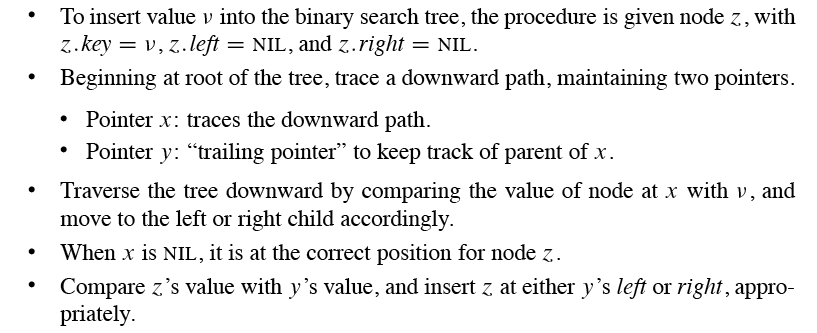 • To insert value v into the binary search tree, the procedure is given node z, with
z.key = v, z.left = NIL, and z.right = NIL.
• Beginning at root of the tree, trace a downward path, maintaining two pointers.
• Pointer x: traces the downward path.
• Pointer y: “trailing pointer” to keep track of parent of x.
• Traverse the tree downward by comparing the value of node at x with v, and
move to the left or right child accordingly.
• When x is NIL, it is at the correct position for node z.
• Compare z’s value with y’s value, and insert z at either y’s left or right, appro-
priately.